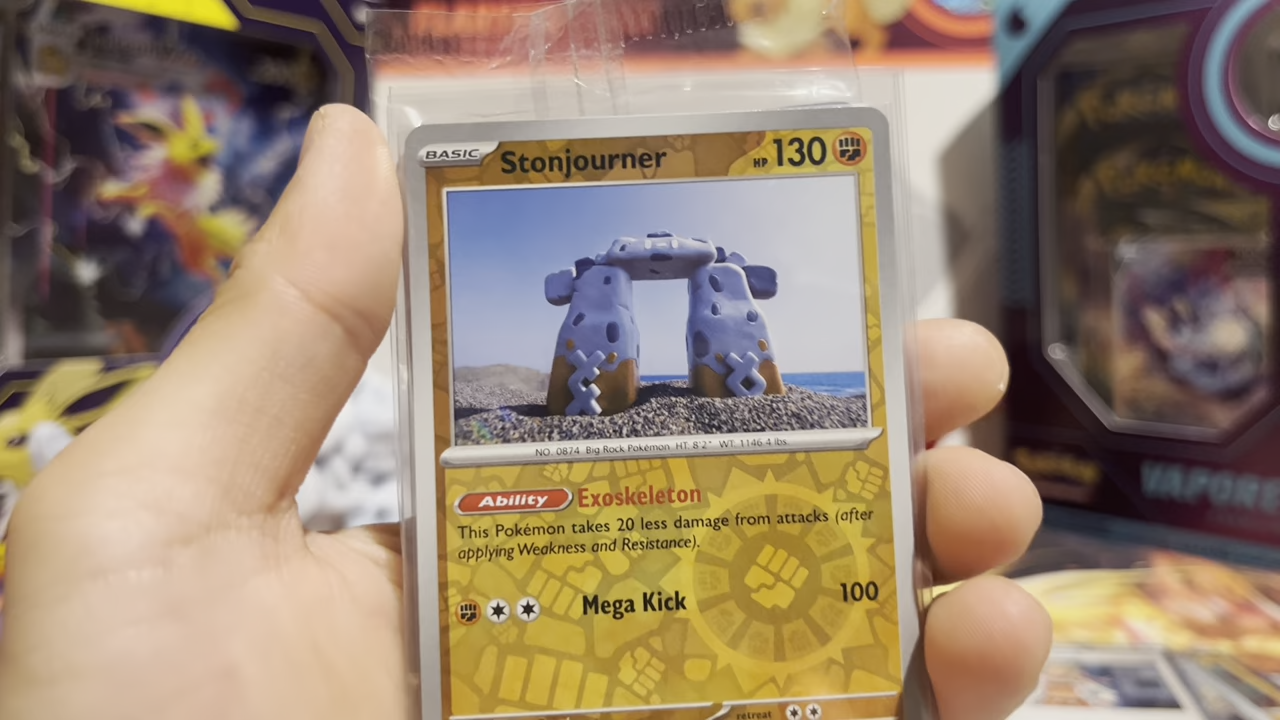 BASIC Stonjourner HP 130
NO. 0874 Big Rock Pokémon HT: 8'2" WT: 1146.4 lbs.
Ability Exoskeleton
This Pokémon takes 20 less damage from attacks (after
applying Weakness and Resistance).
Mega Kick 100
retreat